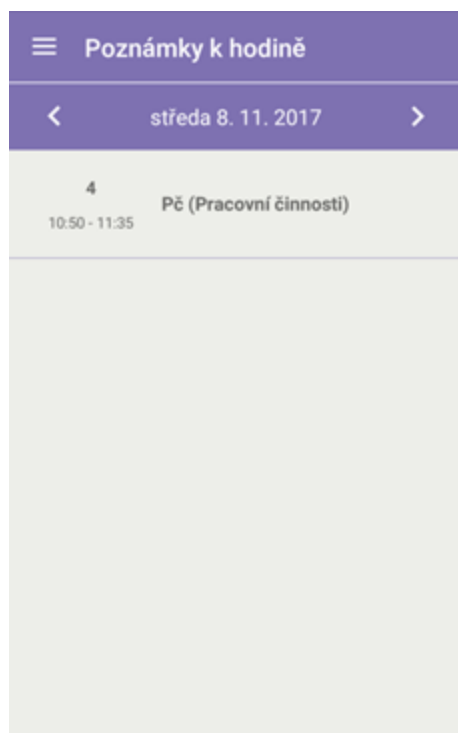 Poznámky k hodině
středa 8. 11. 2017
4
10:50 - 11:35
Pč (Pracovní činnosti)